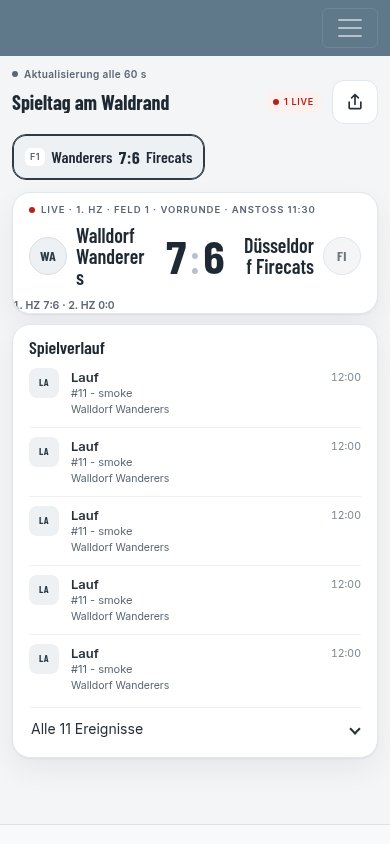 Aktualisierung alle 60 s
Spieltag am Waldrand
1 LIVE
F1 Wanderers 7:6 Firecats
LIVE · 1. HZ · FELD 1 · VORRUNDE · ANSTOSS 11:30
WA
Walldorf
Wanderer
s
7:6
Düsseldor
f Firecats
FI
1. HZ 7:6 · 2. HZ 0:0
Spielverlauf
LA
Lauf
12:00
#11 - smoke
Walldorf Wanderers
LA
Lauf
12:00
#11 - smoke
Walldorf Wanderers
LA
Lauf
12:00
#11 - smoke
Walldorf Wanderers
LA
Lauf
12:00
#11 - smoke
Walldorf Wanderers
LA
Lauf
12:00
#11 - smoke
Walldorf Wanderers
Alle 11 Ereignisse